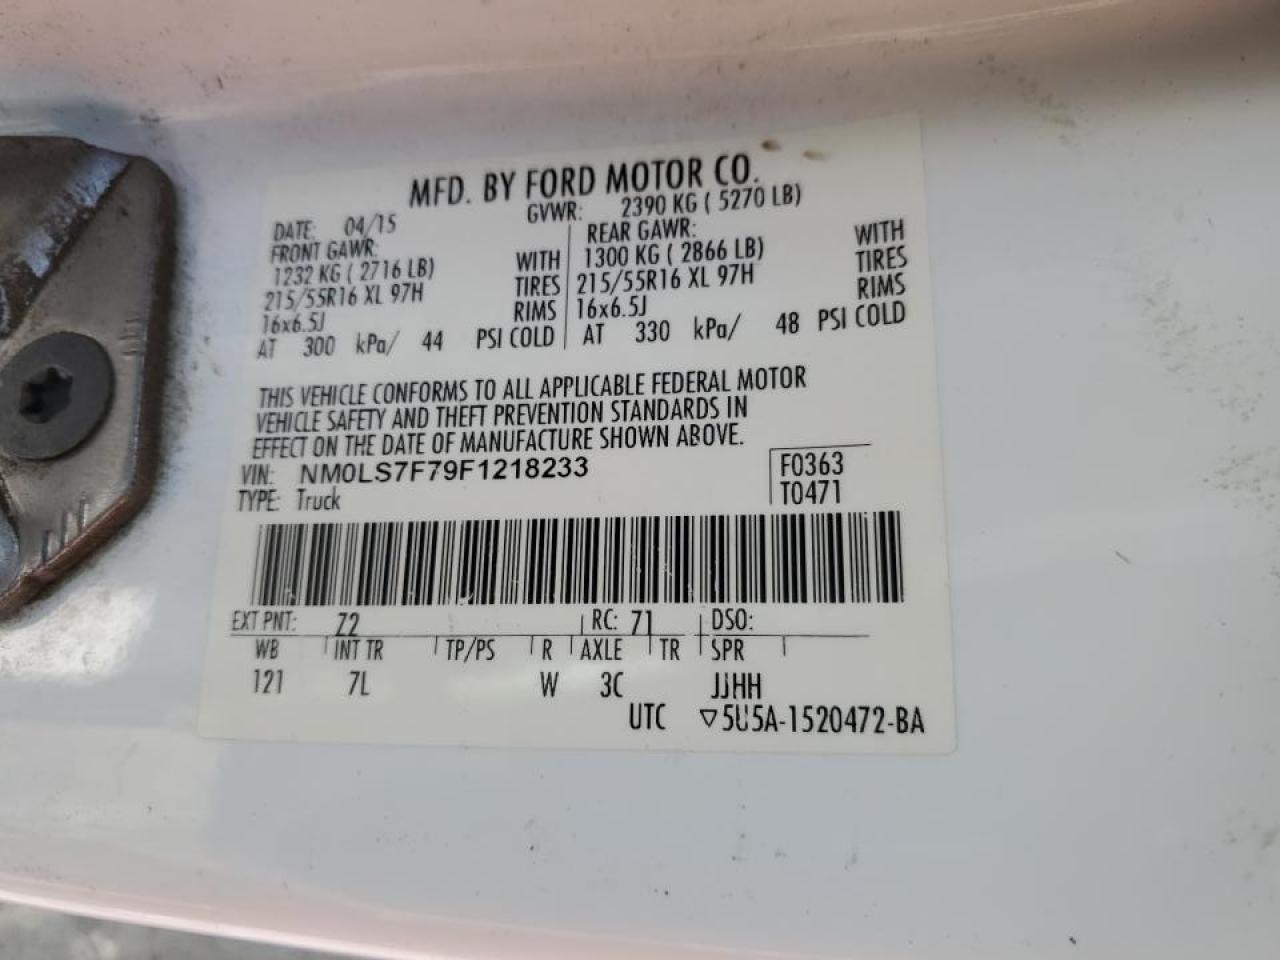 MFD. BY FORD MOTOR CO.
DATE: 04/15 GVWR: 2390 KG ( 5270 LB)
FRONT GAWR: REAR GAWR:
1232 KG ( 2716 LB) WITH 1300 KG ( 2866 LB) WITH
215/55R16 XL 97H TIRES 215/55R16 XL 97H TIRES
16x6.5J RIMS 16x6.5J RIMS
AT 300 kPa/ 44 PSI COLD AT 330 kPa/ 48 PSI COLD
THIS VEHICLE CONFORMS TO ALL APPLICABLE FEDERAL MOTOR
VEHICLE SAFETY AND THEFT PREVENTION STANDARDS IN
EFFECT ON THE DATE OF MANUFACTURE SHOWN ABOVE.
VIN: NM0LS7F79F1218233 F0363
TYPE: Truck T0471
EXT PNT: Z2 RC: 71 DSO:
WB INT TR TP/PS R AXLE TR SPR
121 7L W 3C JJHH
UTC ▽5U5A-1520472-BA